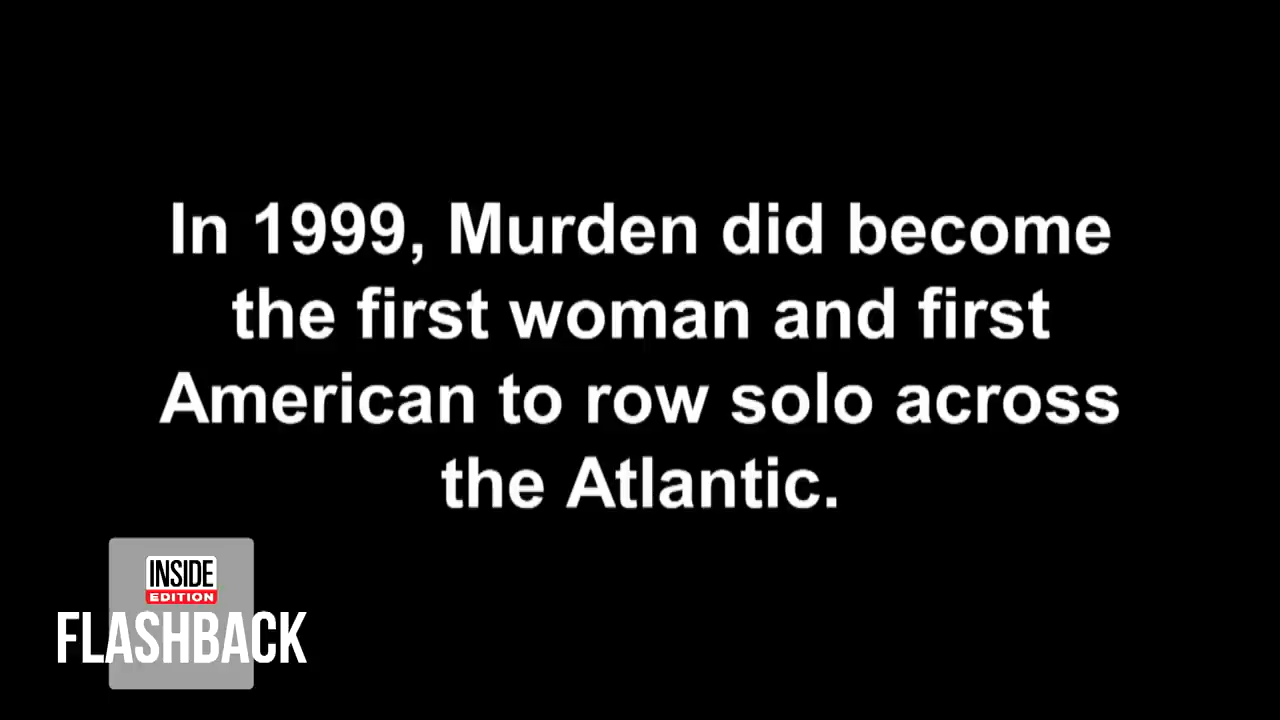 In 1999, Murden did become
the first woman and first
American to row solo across
the Atlantic.
INSIDE
EDITION
FLASHBACK